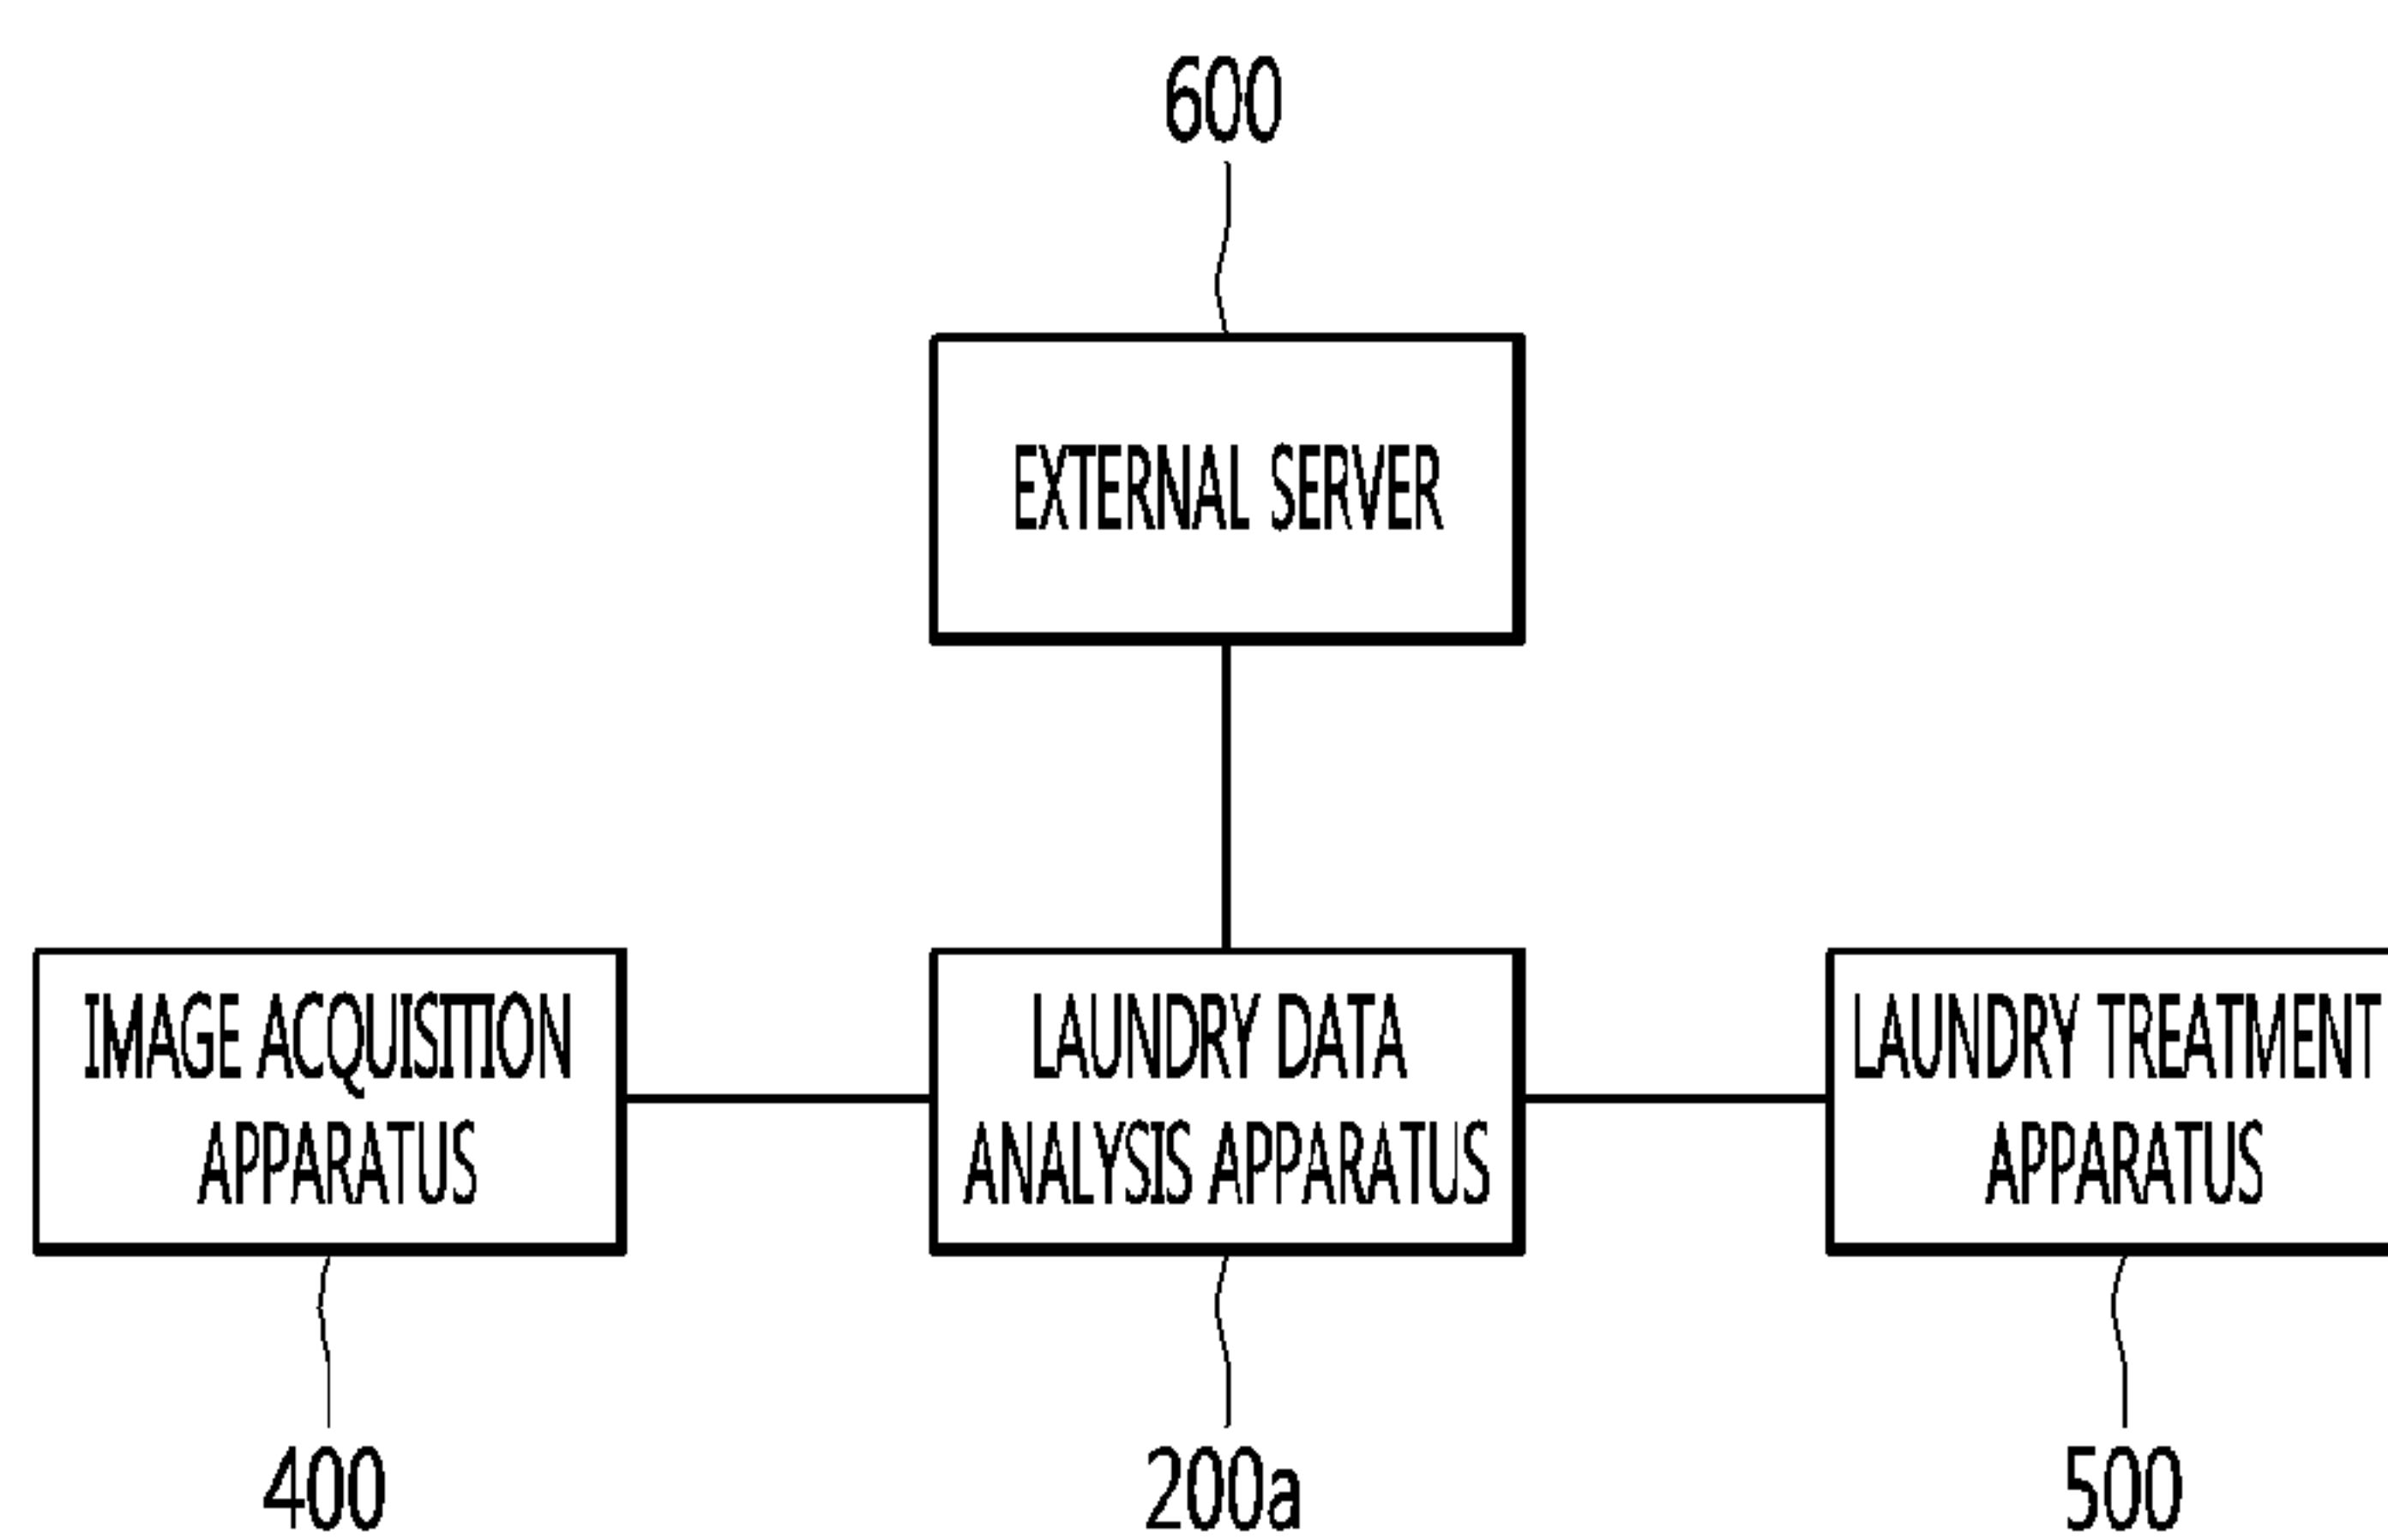 600
EXTERNAL SERVER
IMAGE ACQUISITION
APPARATUS
LAUNDRY DATA
ANALYSIS APPARATUS
LAUNDRY TREATMENT
APPARATUS
400
200a
500